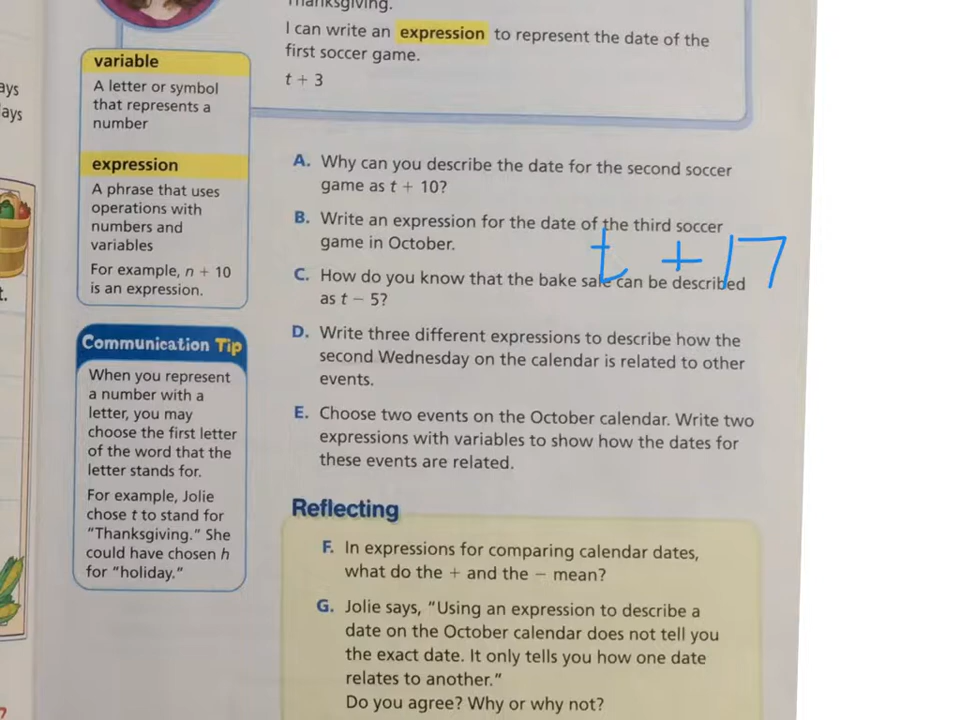 Thanksgiving.
I can write an expression to represent the date of the
first soccer game.
t + 3
ays
lays
variable
A letter or symbol
that represents a
number
expression
A phrase that uses
operations with
numbers and
variables
For example, n + 10
is an expression.
t.
Communication Tip
When you represent
a number with a
letter, you may
choose the first letter
of the word that the
letter stands for.
For example, Jolie
chose t to stand for
"Thanksgiving." She
could have chosen h
for "holiday."
A. Why can you describe the date for the second soccer
game as t + 10?
B. Write an expression for the date of the third soccer
game in October.
t + 17
C. How do you know that the bake sale can be described
as t − 5?
D. Write three different expressions to describe how the
second Wednesday on the calendar is related to other
events.
E. Choose two events on the October calendar. Write two
expressions with variables to show how the dates for
these events are related.
Reflecting
F. In expressions for comparing calendar dates,
what do the + and the − mean?
G. Jolie says, "Using an expression to describe a
date on the October calendar does not tell you
the exact date. It only tells you how one date
relates to another."
Do you agree? Why or why not?